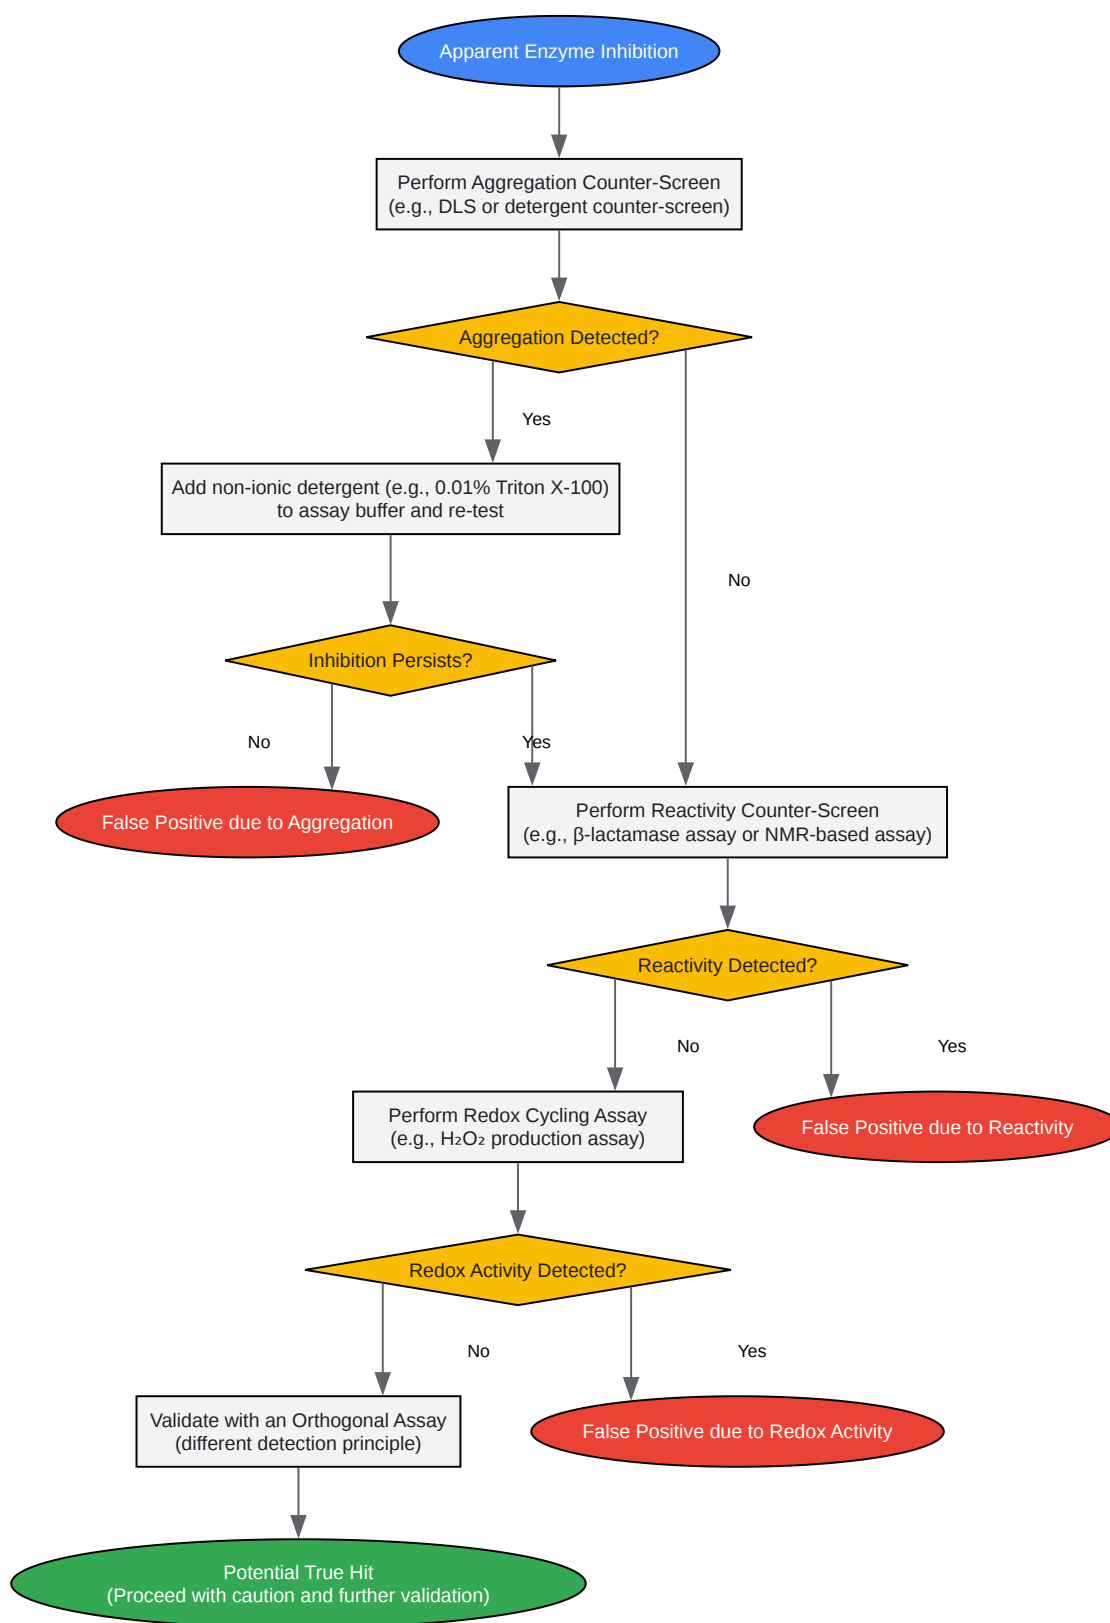 Apparent Enzyme Inhibition
Perform Aggregation Counter-Screen
(e.g., DLS or detergent counter-screen)
Aggregation Detected?
Yes
Add non-ionic detergent (e.g., 0.01% Triton X-100)
to assay buffer and re-test
No
Inhibition Persists?
No
Yes
False Positive due to Aggregation
Perform Reactivity Counter-Screen
(e.g., β-lactamase assay or NMR-based assay)
Reactivity Detected?
No
Yes
Perform Redox Cycling Assay
(e.g., H₂O₂ production assay)
False Positive due to Reactivity
Redox Activity Detected?
No
Yes
Validate with an Orthogonal Assay
(different detection principle)
False Positive due to Redox Activity
Potential True Hit
(Proceed with caution and further validation)